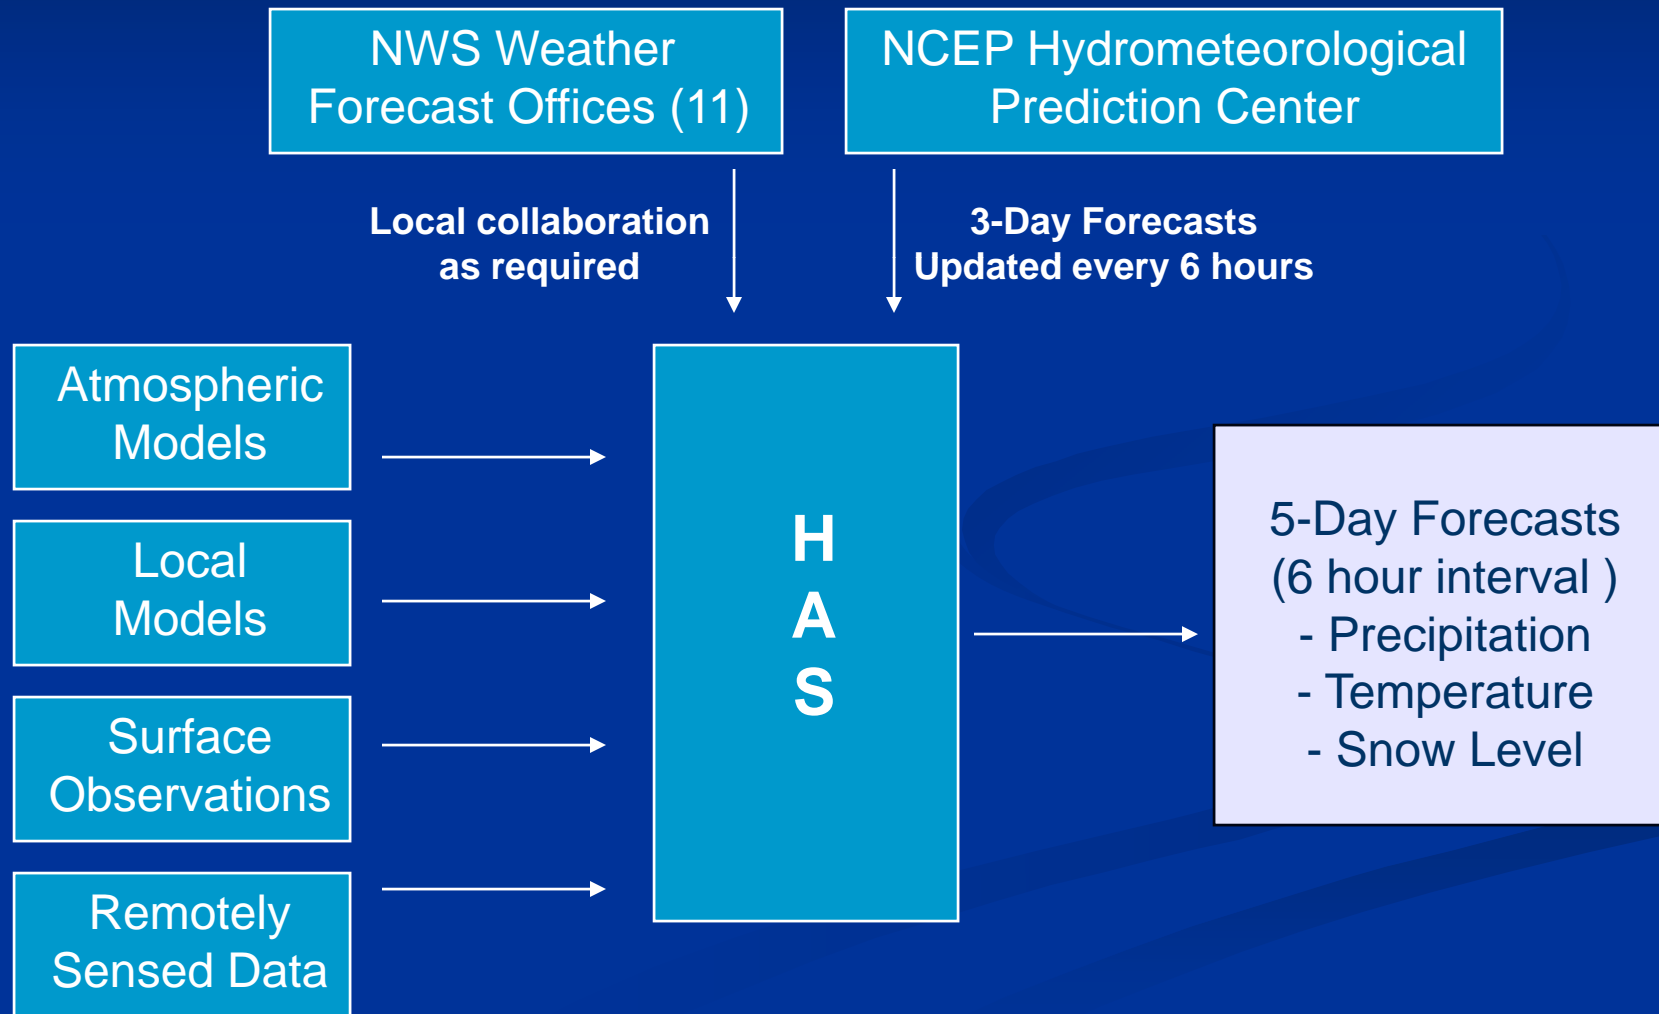 NWS Weather
Forecast Offices (11)
NCEP Hydrometeorological
Prediction Center
Local collaboration
as required
3-Day Forecasts
Updated every 6 hours
Atmospheric
Models
Local
Models
Surface
Observations
Remotely
Sensed Data
H
A
S
5-Day Forecasts
(6 hour interval )
- Precipitation
- Temperature
- Snow Level